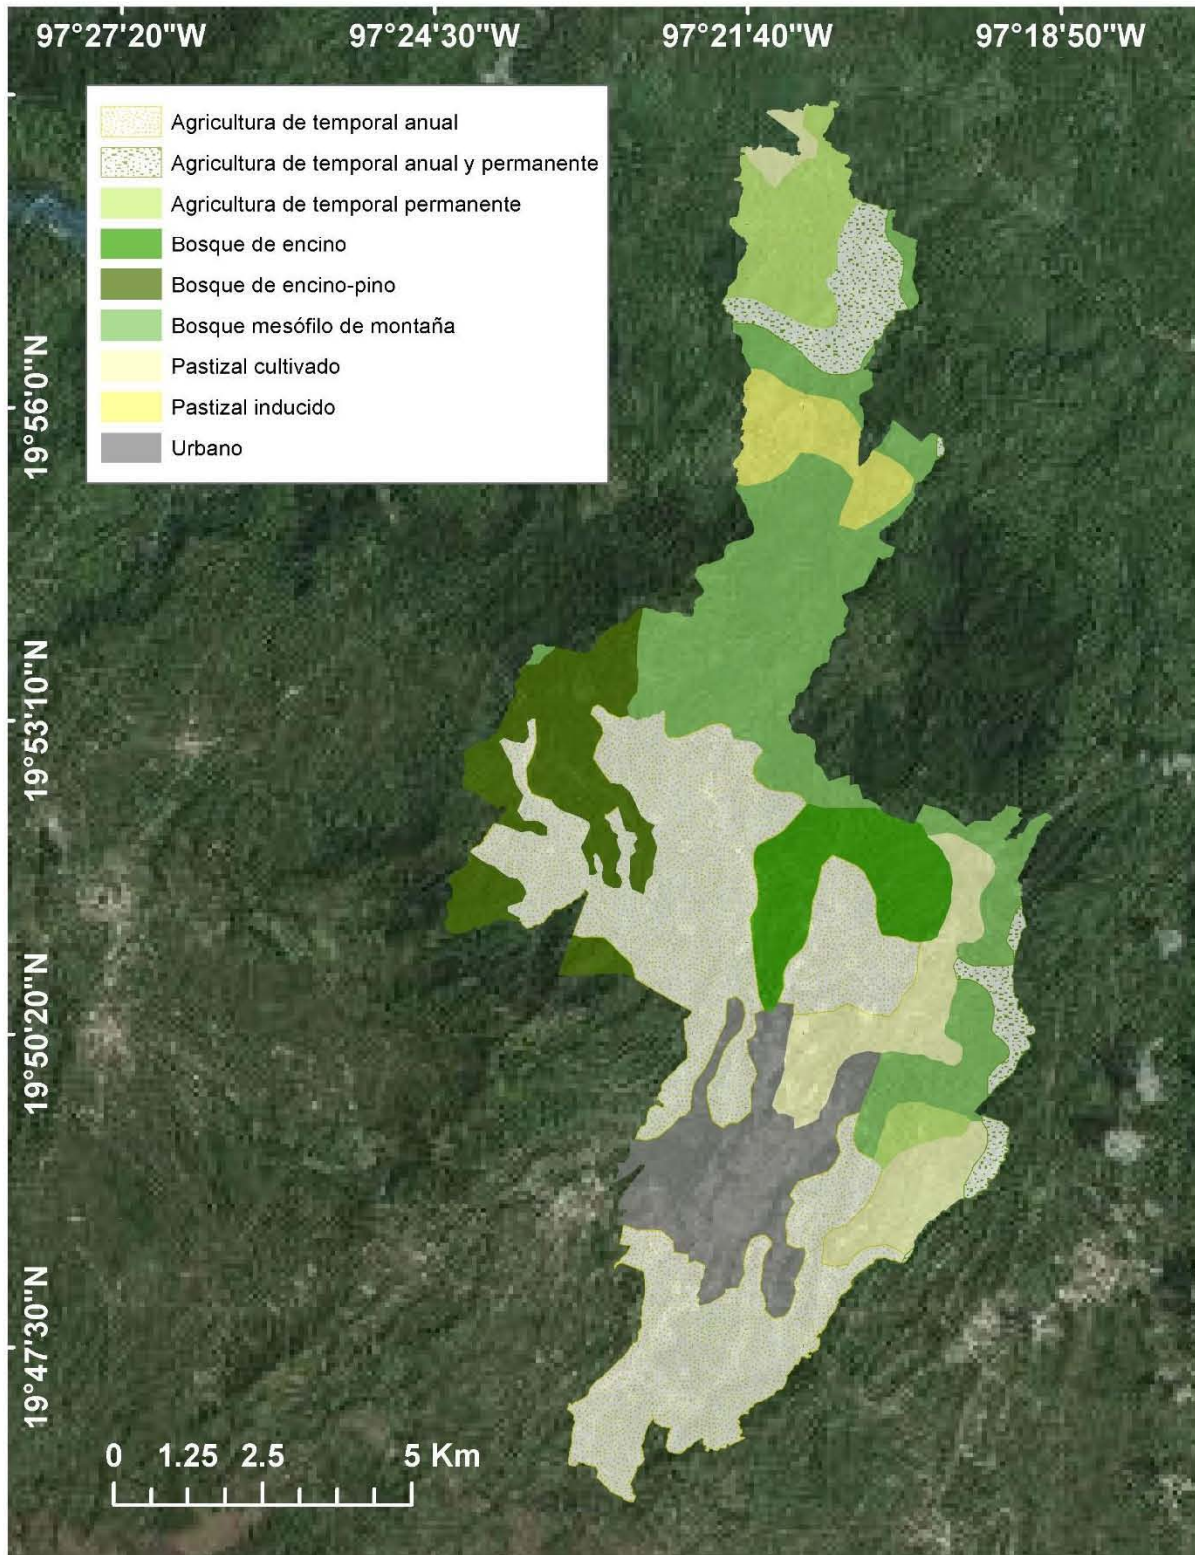 97°27'20"W 97°24'30"W 97°21'40"W 97°18'50"W
Agricultura de temporal anual
Agricultura de temporal anual y permanente
Agricultura de temporal permanente
Bosque de encino
Bosque de encino-pino
Bosque mesófilo de montaña
Pastizal cultivado
Pastizal inducido
Urbano
19°56'0"N
19°53'10"N
19°50'20"N
19°47'30"N
0 1.25 2.5 5 Km